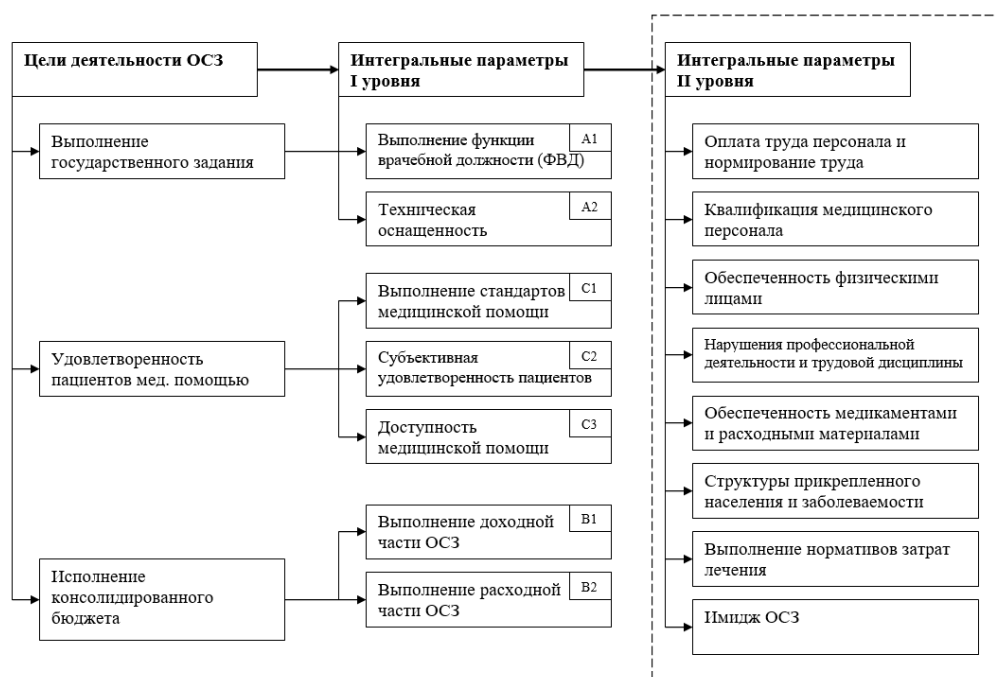 Цели деятельности ОСЗ
Интегральные параметры
I уровня
Интегральные параметры
II уровня
Выполнение
государственного задания
Выполнение функции
врачебной должности (ФВД)
A1
Техническая
оснащенность
A2
Удовлетворенность
пациентов мед. помощью
Выполнение стандартов
медицинской помощи
C1
Субъективная
удовлетворенность пациентов
C2
Доступность
медицинской помощи
C3
Исполнение
консолидированного
бюджета
Выполнение доходной
части ОСЗ
B1
Выполнение расходной
части ОСЗ
B2
Оплата труда персонала и
нормирование труда
Квалификация медицинского
персонала
Обеспеченность физическими
лицами
Нарушения профессиональной
деятельности и трудовой дисциплины
Обеспеченность медикаментами
и расходными материалами
Структуры прикрепленного
населения и заболеваемости
Выполнение нормативов затрат
лечения
Имидж ОСЗ